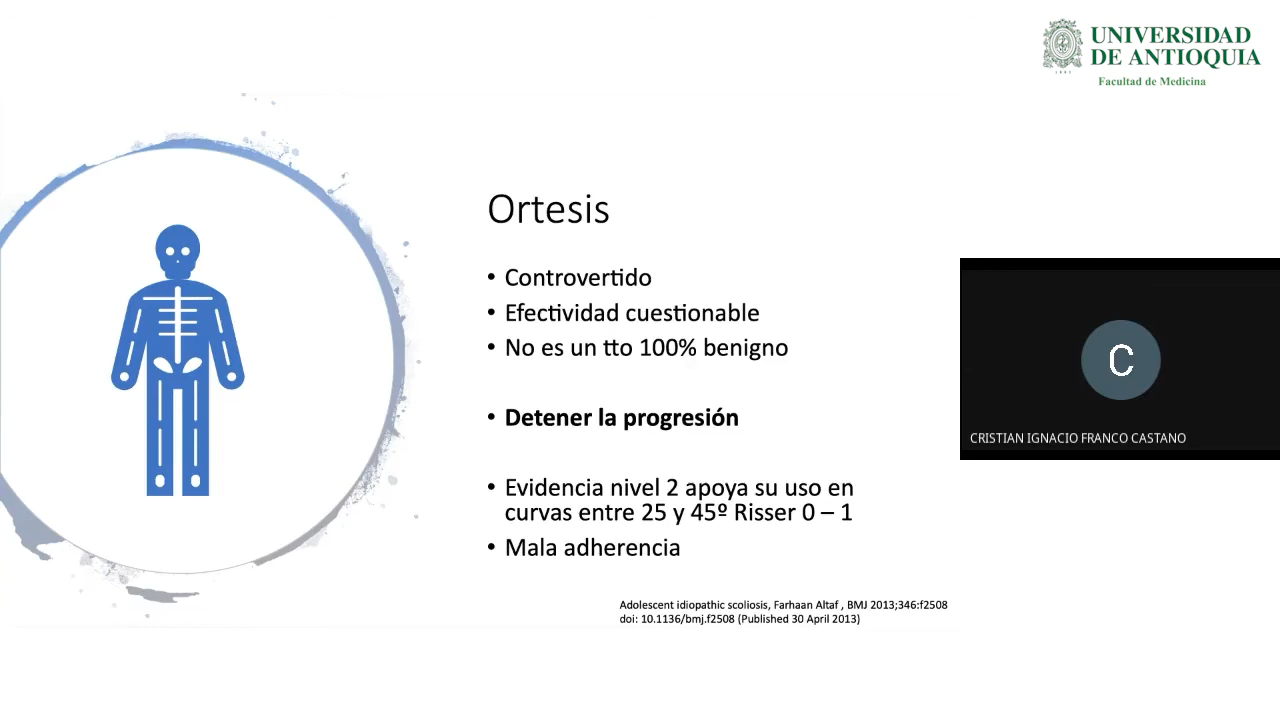 UNIVERSIDAD
DE ANTIOQUIA
1803
Facultad de Medicina
Ortesis
• Controvertido
• Efectividad cuestionable
• No es un tto 100% benigno
• Detener la progresión
• Evidencia nivel 2 apoya su uso en
curvas entre 25 y 45º Risser 0 – 1
• Mala adherencia
Adolescent idiopathic scoliosis, Farhaan Altaf , BMJ 2013;346:f2508
doi: 10.1136/bmj.f2508 (Published 30 April 2013)
C
CRISTIAN IGNACIO FRANCO CASTANO